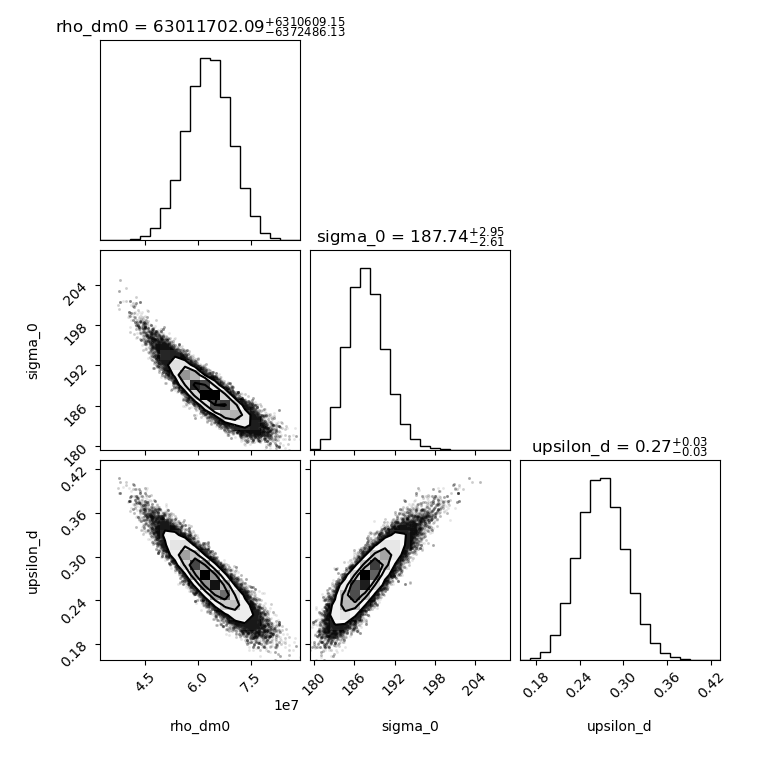 rho_dm0 = 63011702.09+6310609.15−6372486.13
sigma_0 = 187.74+2.95−2.61
204
198
192
186
180
sigma_0
upsilon_d = 0.27+0.03−0.03
0.42
0.36
0.30
0.24
0.18
upsilon_d
4.5 6.0 7.5
1e7
rho_dm0
180 186 192 198 204
sigma_0
0.18 0.24 0.30 0.36 0.42
upsilon_d